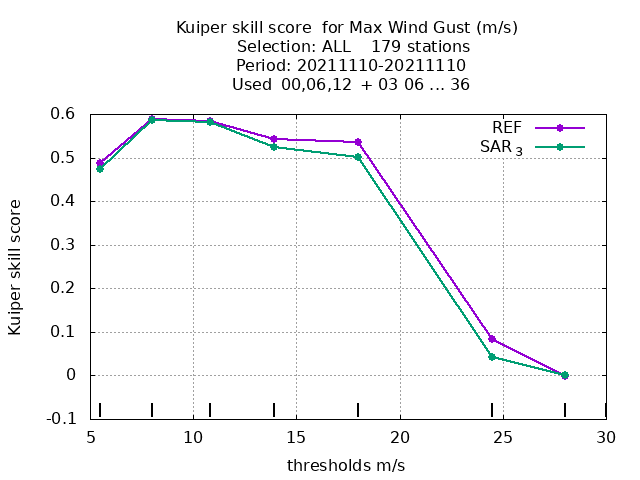 Kuiper skill score  for Max Wind Gust (m/s)
Selection: ALL    179 stations
Period: 20211110-20211110
Used  00,06,12  + 03 06 ... 36
REF
SAR 3
0.6
0.5
0.4
0.3
0.2
0.1
0
-0.1
Kuiper skill score
5 10 15 20 25 30
thresholds m/s